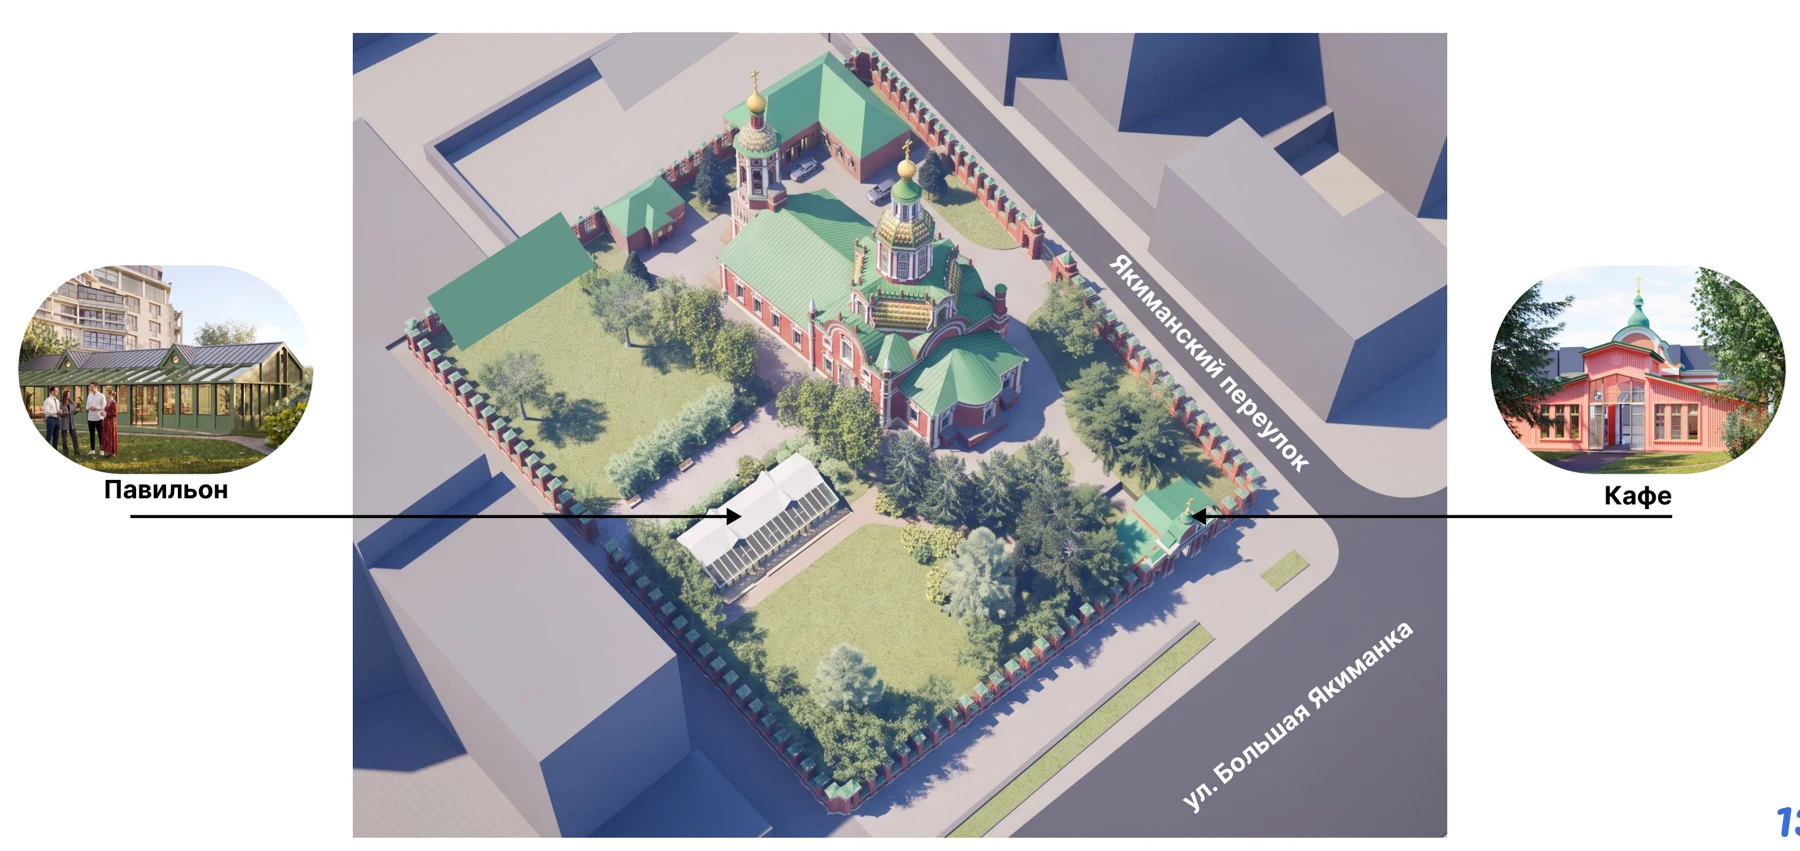 Якиманский переулок
Павильон
Кафе
ул. Большая Якиманка